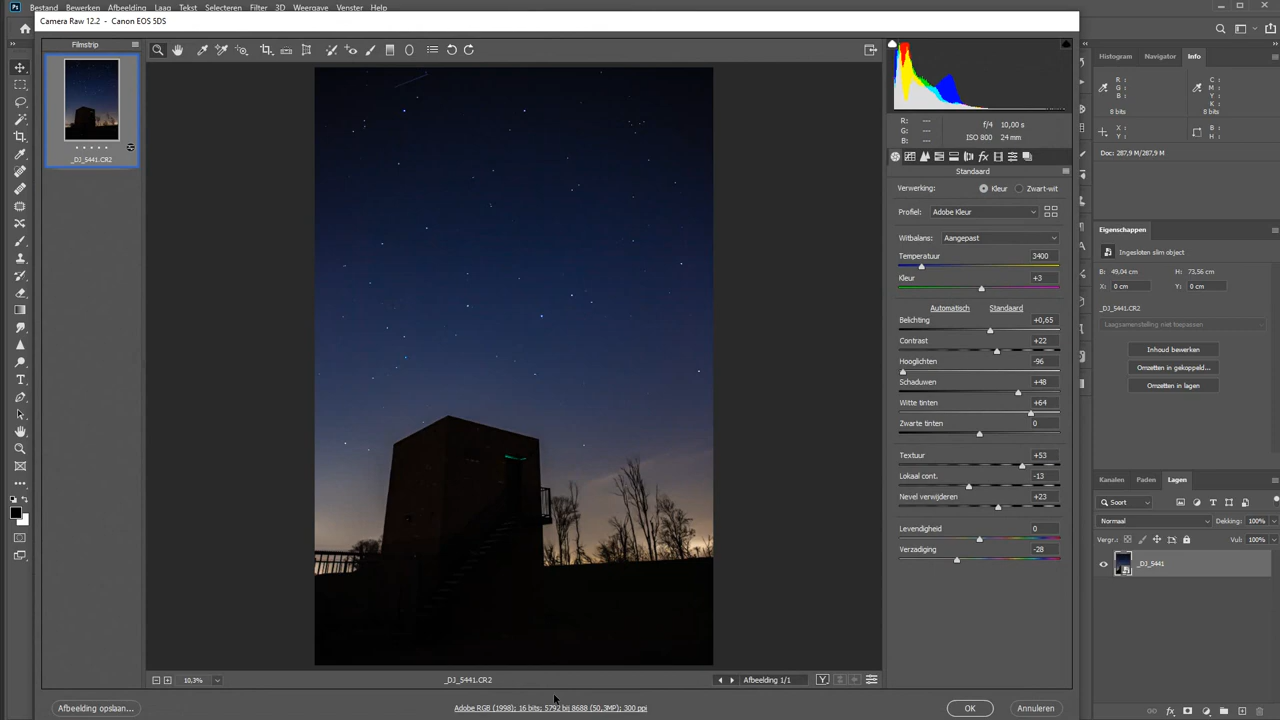 Bestand Bewerken Afbeelding Laag Tekst Selecteren Filter 3D Weergave Venster Help
Camera Raw 12.2 - Canon EOS 5DS
Filmstrip
_DJ_5441.CR2
10,3%
_DJ_5441.CR2
Afbeelding 1/1
Afbeelding opslaan...
Adobe RGB (1998); 16 bits; 5792 bij 8688 (50,3MP); 300 ppi
OK
Annuleren
R: ---
G: ---
B: ---
f/4 10,00 s
ISO 800 24 mm
Standaard
Verwerking: Kleur Zwart-wit
Profiel: Adobe Kleur
Witbalans: Aangepast
Temperatuur 3400
Kleur +3
Automatisch Standaard
Belichting +0,65
Contrast +22
Hooglichten -96
Schaduwen +48
Witte tinten +64
Zwarte tinten 0
Textuur +53
Lokaal cont. -13
Nevel verwijderen +23
Levendigheid 0
Verzadiging -28
Histogram Navigator Info
R: C:
G: M:
B: Y:
K:
8 bits 8 bits
X: B:
Y: H:
Doc: 287,9 M/287,9 M
Eigenschappen
Ingesloten slim object
B: 49,04 cm H: 73,56 cm
X: 0 cm Y: 0 cm
_DJ_5441.CR2
Laagsamenstelling niet toepassen
Inhoud bewerken
Omzetten in gekoppeld...
Omzetten in lagen
Kanalen Paden Lagen
Soort
Normaal Dekking: 100%
Vergr.: Vul: 100%
_DJ_5441